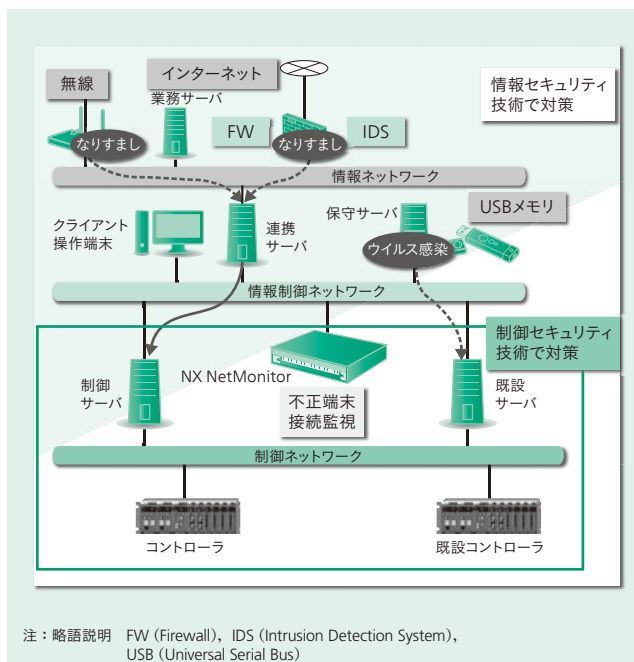 無線
インターネット
業務サーバ
情報セキュリティ
技術で対策
FW
IDS
なりすまし
なりすまし
情報ネットワーク
クライアント
操作端末
連携
サーバ
保守サーバ
USBメモリ
ウイルス感染
情報制御ネットワーク
制御セキュリティ
技術で対策
制御
サーバ
NX NetMonitor
不正端末
接続監視
既設
サーバ
制御ネットワーク
コントローラ
既設コントローラ
注：略語説明 FW（Firewall），IDS（Intrusion Detection System），
USB（Universal Serial Bus）